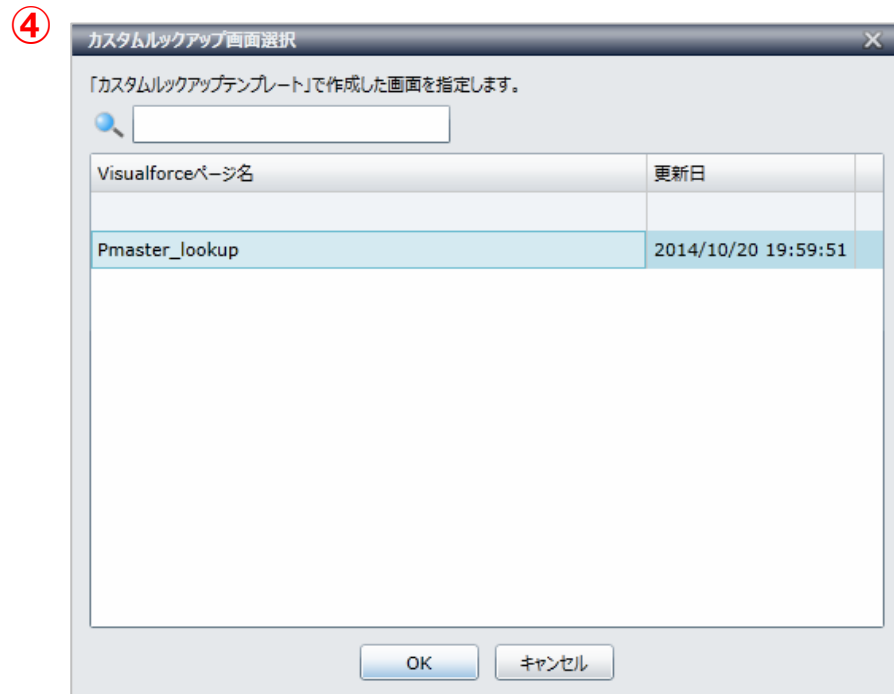 ④
カスタムルックアップ画面選択
「カスタムルックアップテンプレート」で作成した画面を指定します。
Visualforceページ名 更新日
Pmaster_lookup 2014/10/20 19:59:51
OK キャンセル